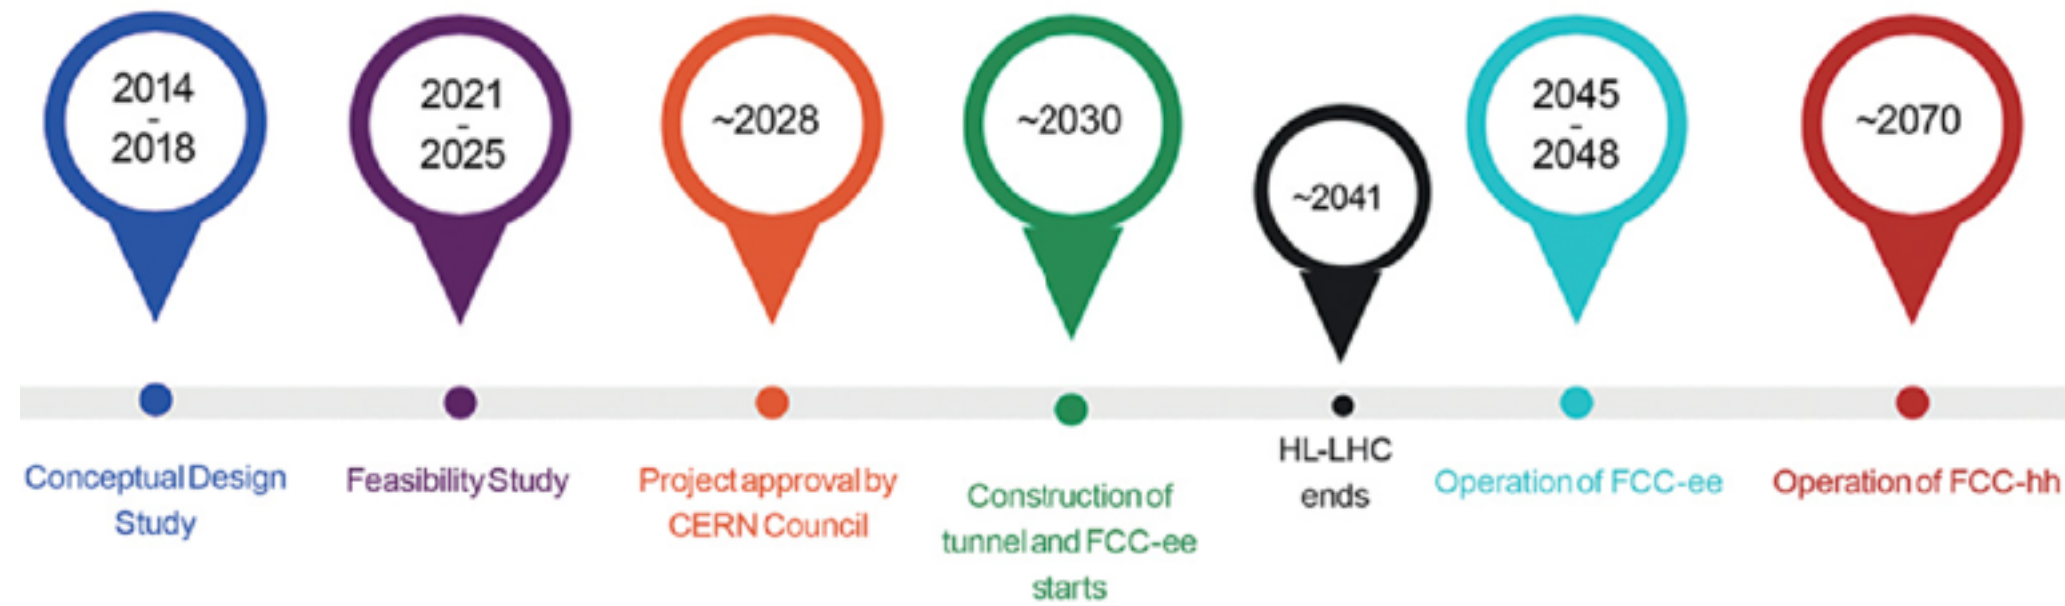 2014
-
2018
2021
-
2025
~2028
~2030
~2041
2045
-
2048
~2070
Conceptual Design
Study
Feasibility Study
Project approval by
CERN Council
Construction of
tunnel and FCC-ee
starts
HL-LHC
ends
Operation of FCC-ee
Operation of FCC-hh